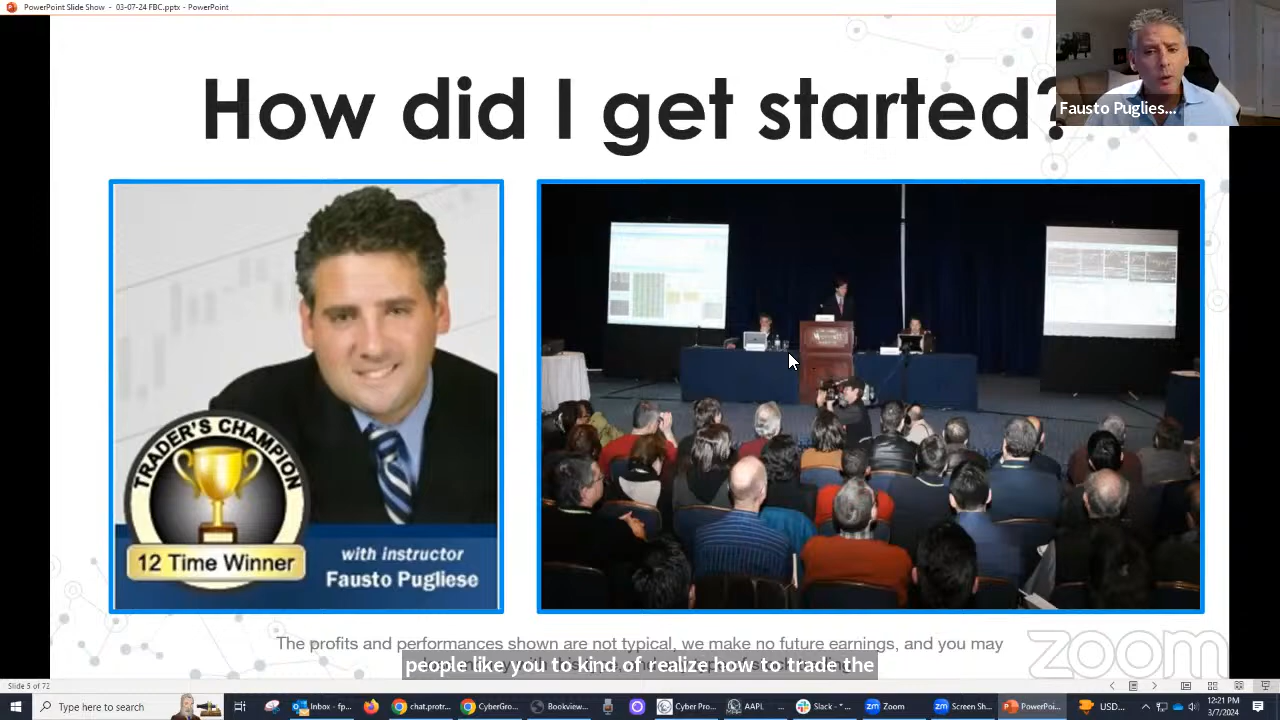 PowerPoint Slide Show - 03-07-24 FBC.pptx - PowerPoint
How did I get started?
Fausto Puglies...
TRADER'S CHAMPION
12 Time Winner
with instructor
Fausto Pugliese
The profits and performances shown are not typical, we make no future earnings, and you may
people like you to kind of realize how to trade the
zoom
Slide 5 of 72
Type here to search
Inbox - fp...
chat.protr...
CyberGro...
Bookview...
Cyber Pro...
AAPL
Slack - * ...
Zoom
Screen Sh...
PowerPoi...
USD...
12:21 PM
3/7/2024